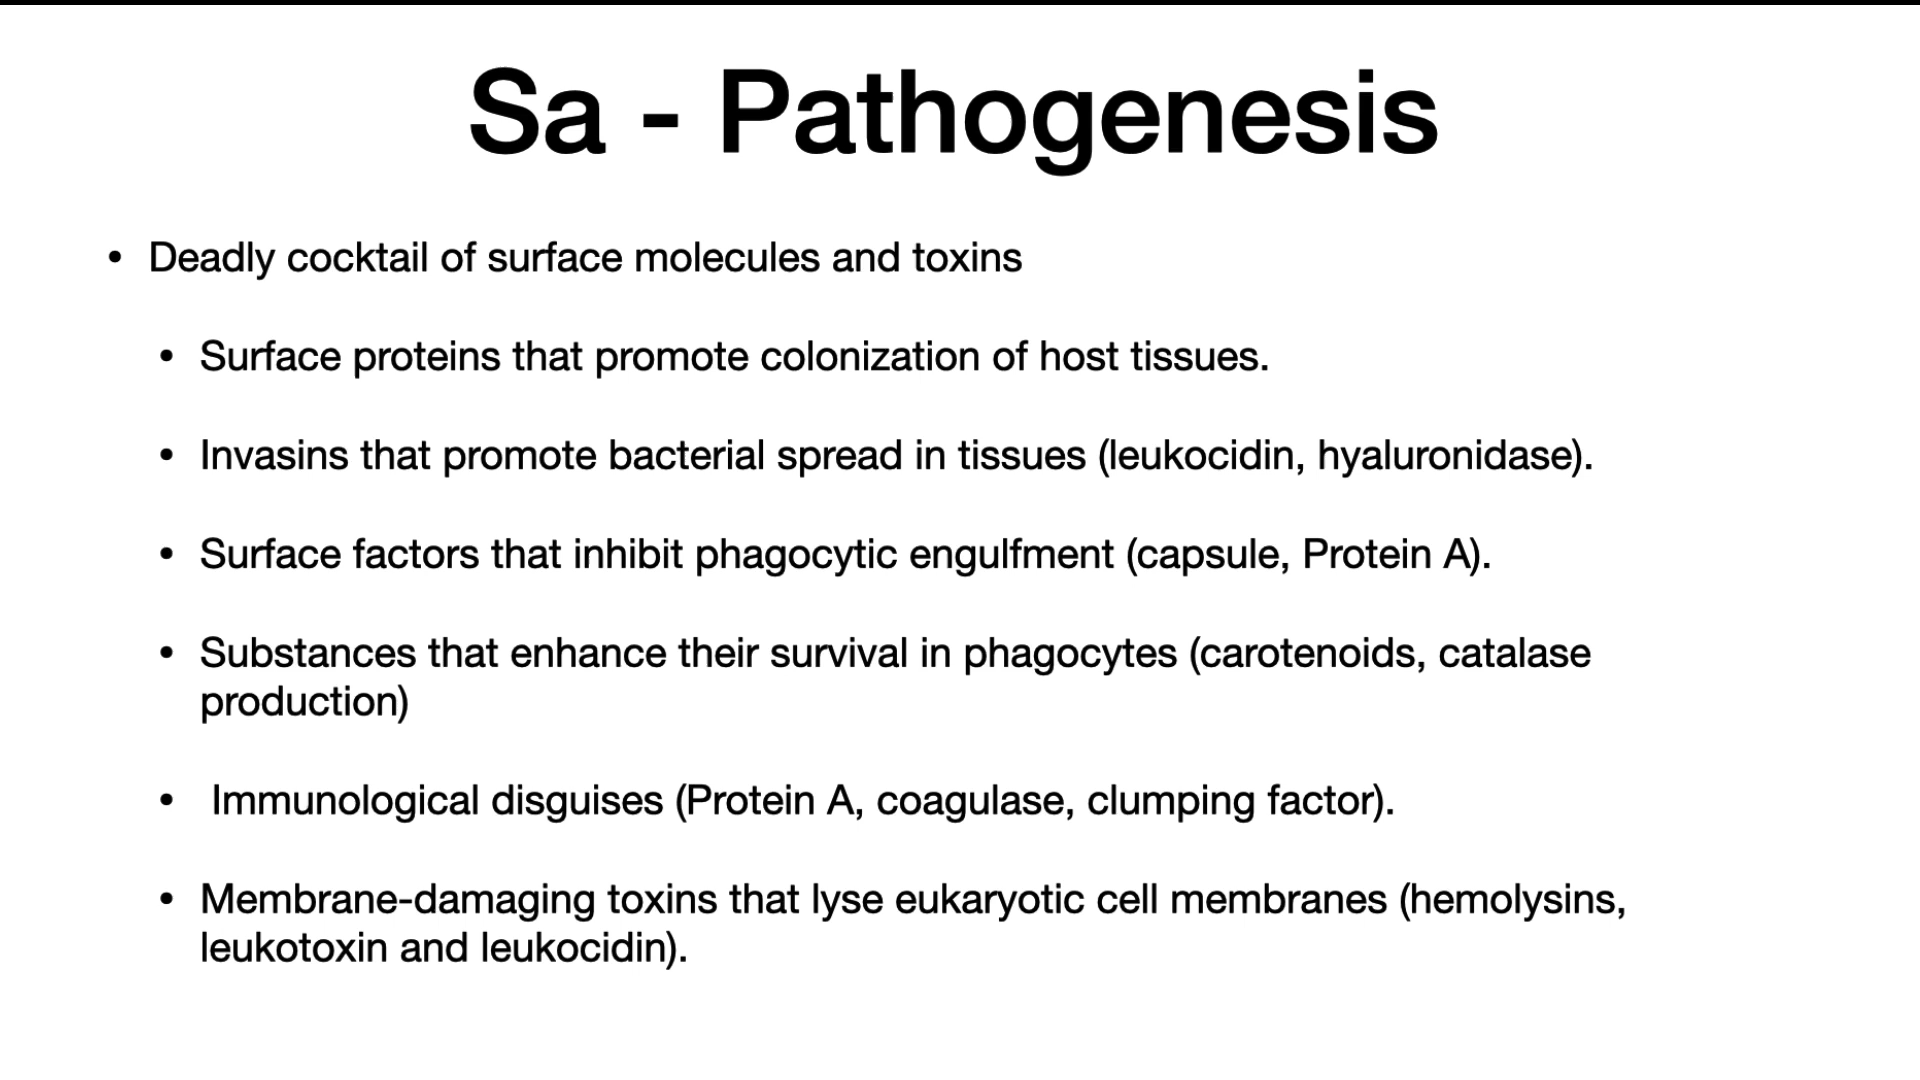 Sa - Pathogenesis
• Deadly cocktail of surface molecules and toxins
• Surface proteins that promote colonization of host tissues.
• Invasins that promote bacterial spread in tissues (leukocidin, hyaluronidase).
• Surface factors that inhibit phagocytic engulfment (capsule, Protein A).
• Substances that enhance their survival in phagocytes (carotenoids, catalase
production)
• Immunological disguises (Protein A, coagulase, clumping factor).
• Membrane-damaging toxins that lyse eukaryotic cell membranes (hemolysins,
leukotoxin and leukocidin).